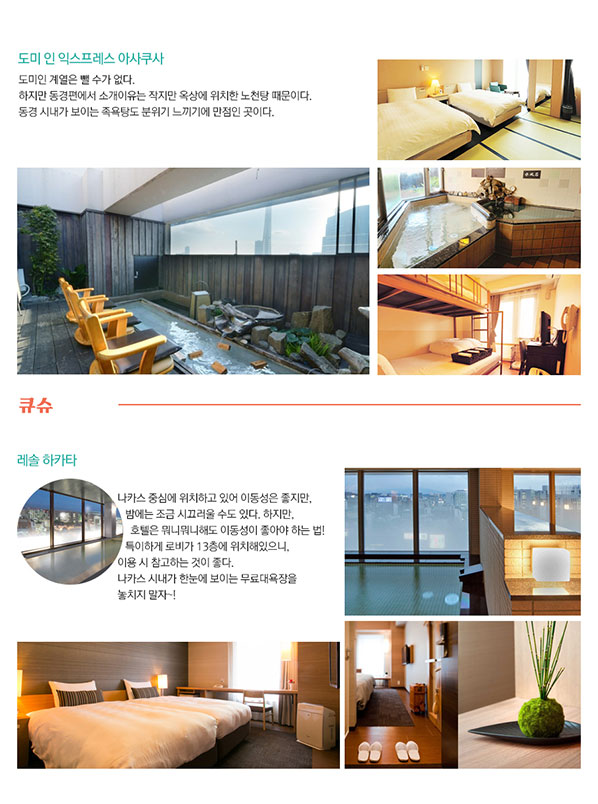 도미 인 익스프레스 아사쿠사
도미인 계열은 뺄 수가 없다.
하지만 동경편에서 소개이유는 작지만 옥상에 위치한 노천탕 때문이다.
동경 시내가 보이는 족욕탕도 분위기 느끼기에 만점인 곳이다.
큐슈
레솔 하카타
나카스 중심에 위치하고 있어 이동성은 좋지만,
밤에는 조금 시끄러울 수도 있다. 하지만,
호텔은 뭐니뭐니해도 이동성이 좋아야 하는 법!
특이하게 로비가 13층에 위치해있으니,
이용 시 참고하는 것이 좋다.
나카스 시내가 한눈에 보이는 무료대욕장을
놓치지 말자~!